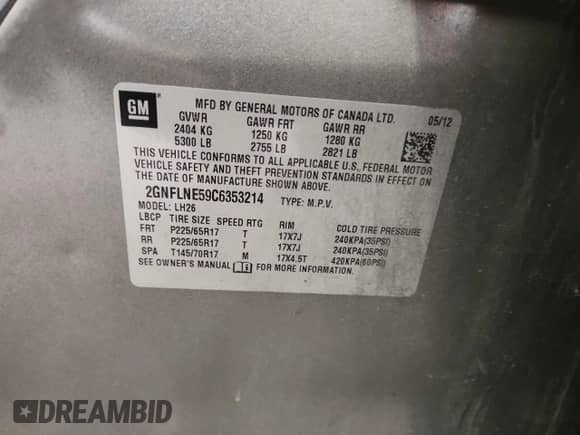 GM
MFD BY GENERAL MOTORS OF CANADA LTD.
05/12
GVWR GAWR FRT GAWR RR
2404 KG 1250 KG 1280 KG
5300 LB 2755 LB 2821 LB
THIS VEHICLE CONFORMS TO ALL APPLICABLE U.S. FEDERAL MOTOR
VEHICLE SAFETY AND THEFT PREVENTION STANDARDS IN EFFECT ON
THE DATE OF MANUFACTURE SHOWN ABOVE.
2GNFLNE59C6353214 TYPE: M.P.V.
MODEL: LH26
LBCP TIRE SIZE SPEED RTG RIM COLD TIRE PRESSURE
FRT P225/65R17 T 17X7J 240KPA(35PSI)
RR P225/65R17 T 17X7J 240KPA(35PSI)
SPA T145/70R17 M 17X4.5T 420KPA(60PSI)
SEE OWNER'S MANUAL FOR MORE INFORMATION.
DREAMBID